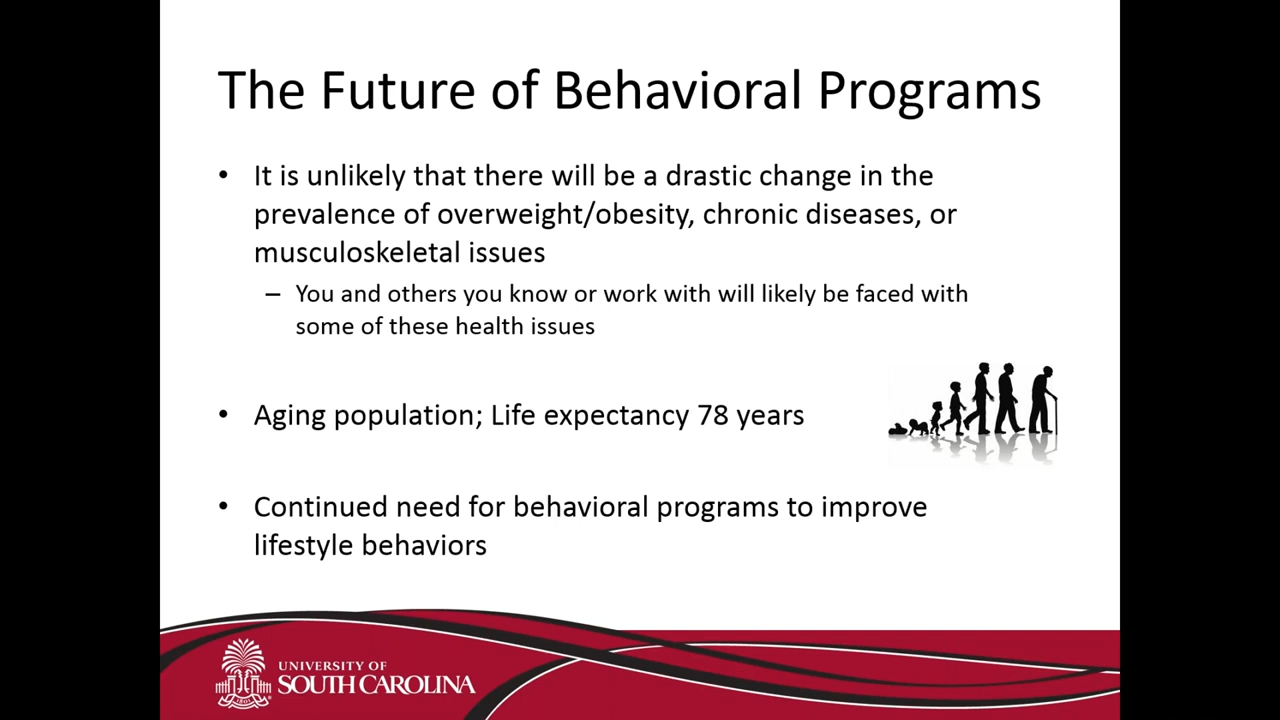 The Future of Behavioral Programs
• It is unlikely that there will be a drastic change in the
prevalence of overweight/obesity, chronic diseases, or
musculoskeletal issues
– You and others you know or work with will likely be faced with
some of these health issues
• Aging population; Life expectancy 78 years
• Continued need for behavioral programs to improve
lifestyle behaviors
UNIVERSITY OF
SOUTH CAROLINA
1801